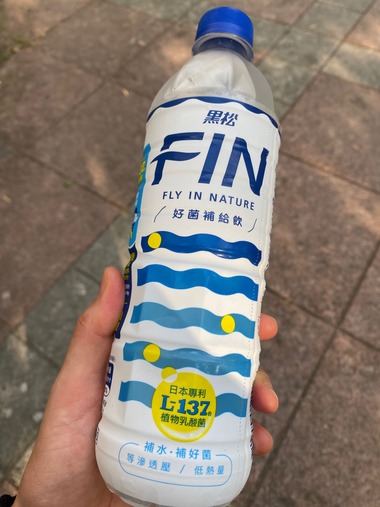 黑松
FIN
FLY IN NATURE
好菌補給飲
日本專利
L-137®
植物乳酸菌
補水·補好菌
等滲透壓 / 低熱量